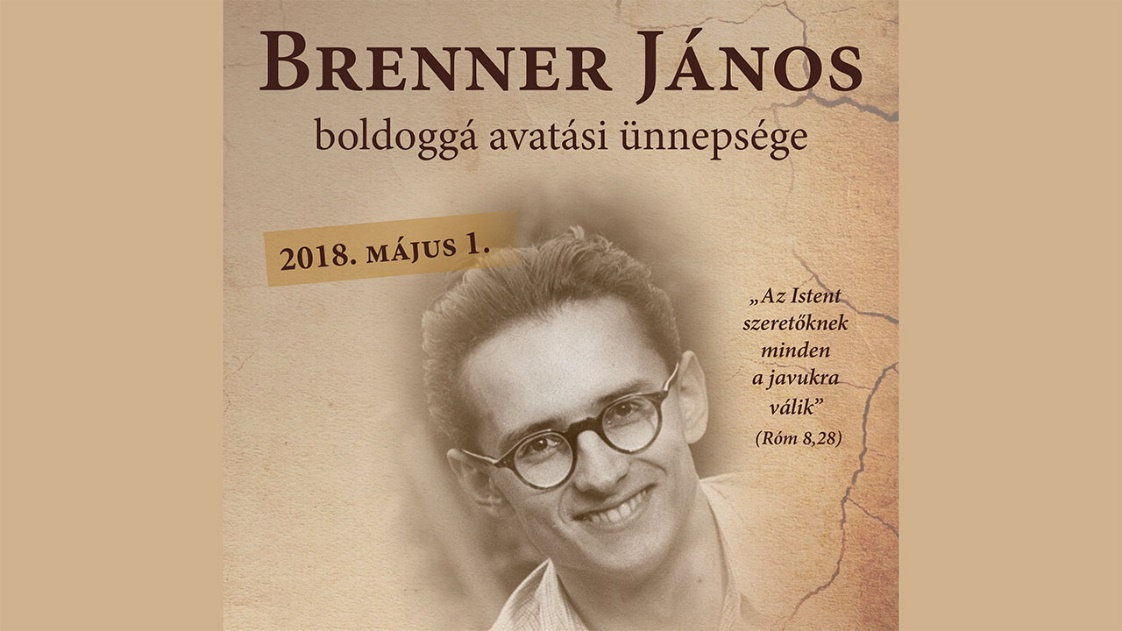 BRENNER JÁNOS
boldoggá avatási ünnepsége
2018. MÁJUS 1.
„Az Istent
szeretőknek
minden
a javukra
válik”
(Róm 8,28)